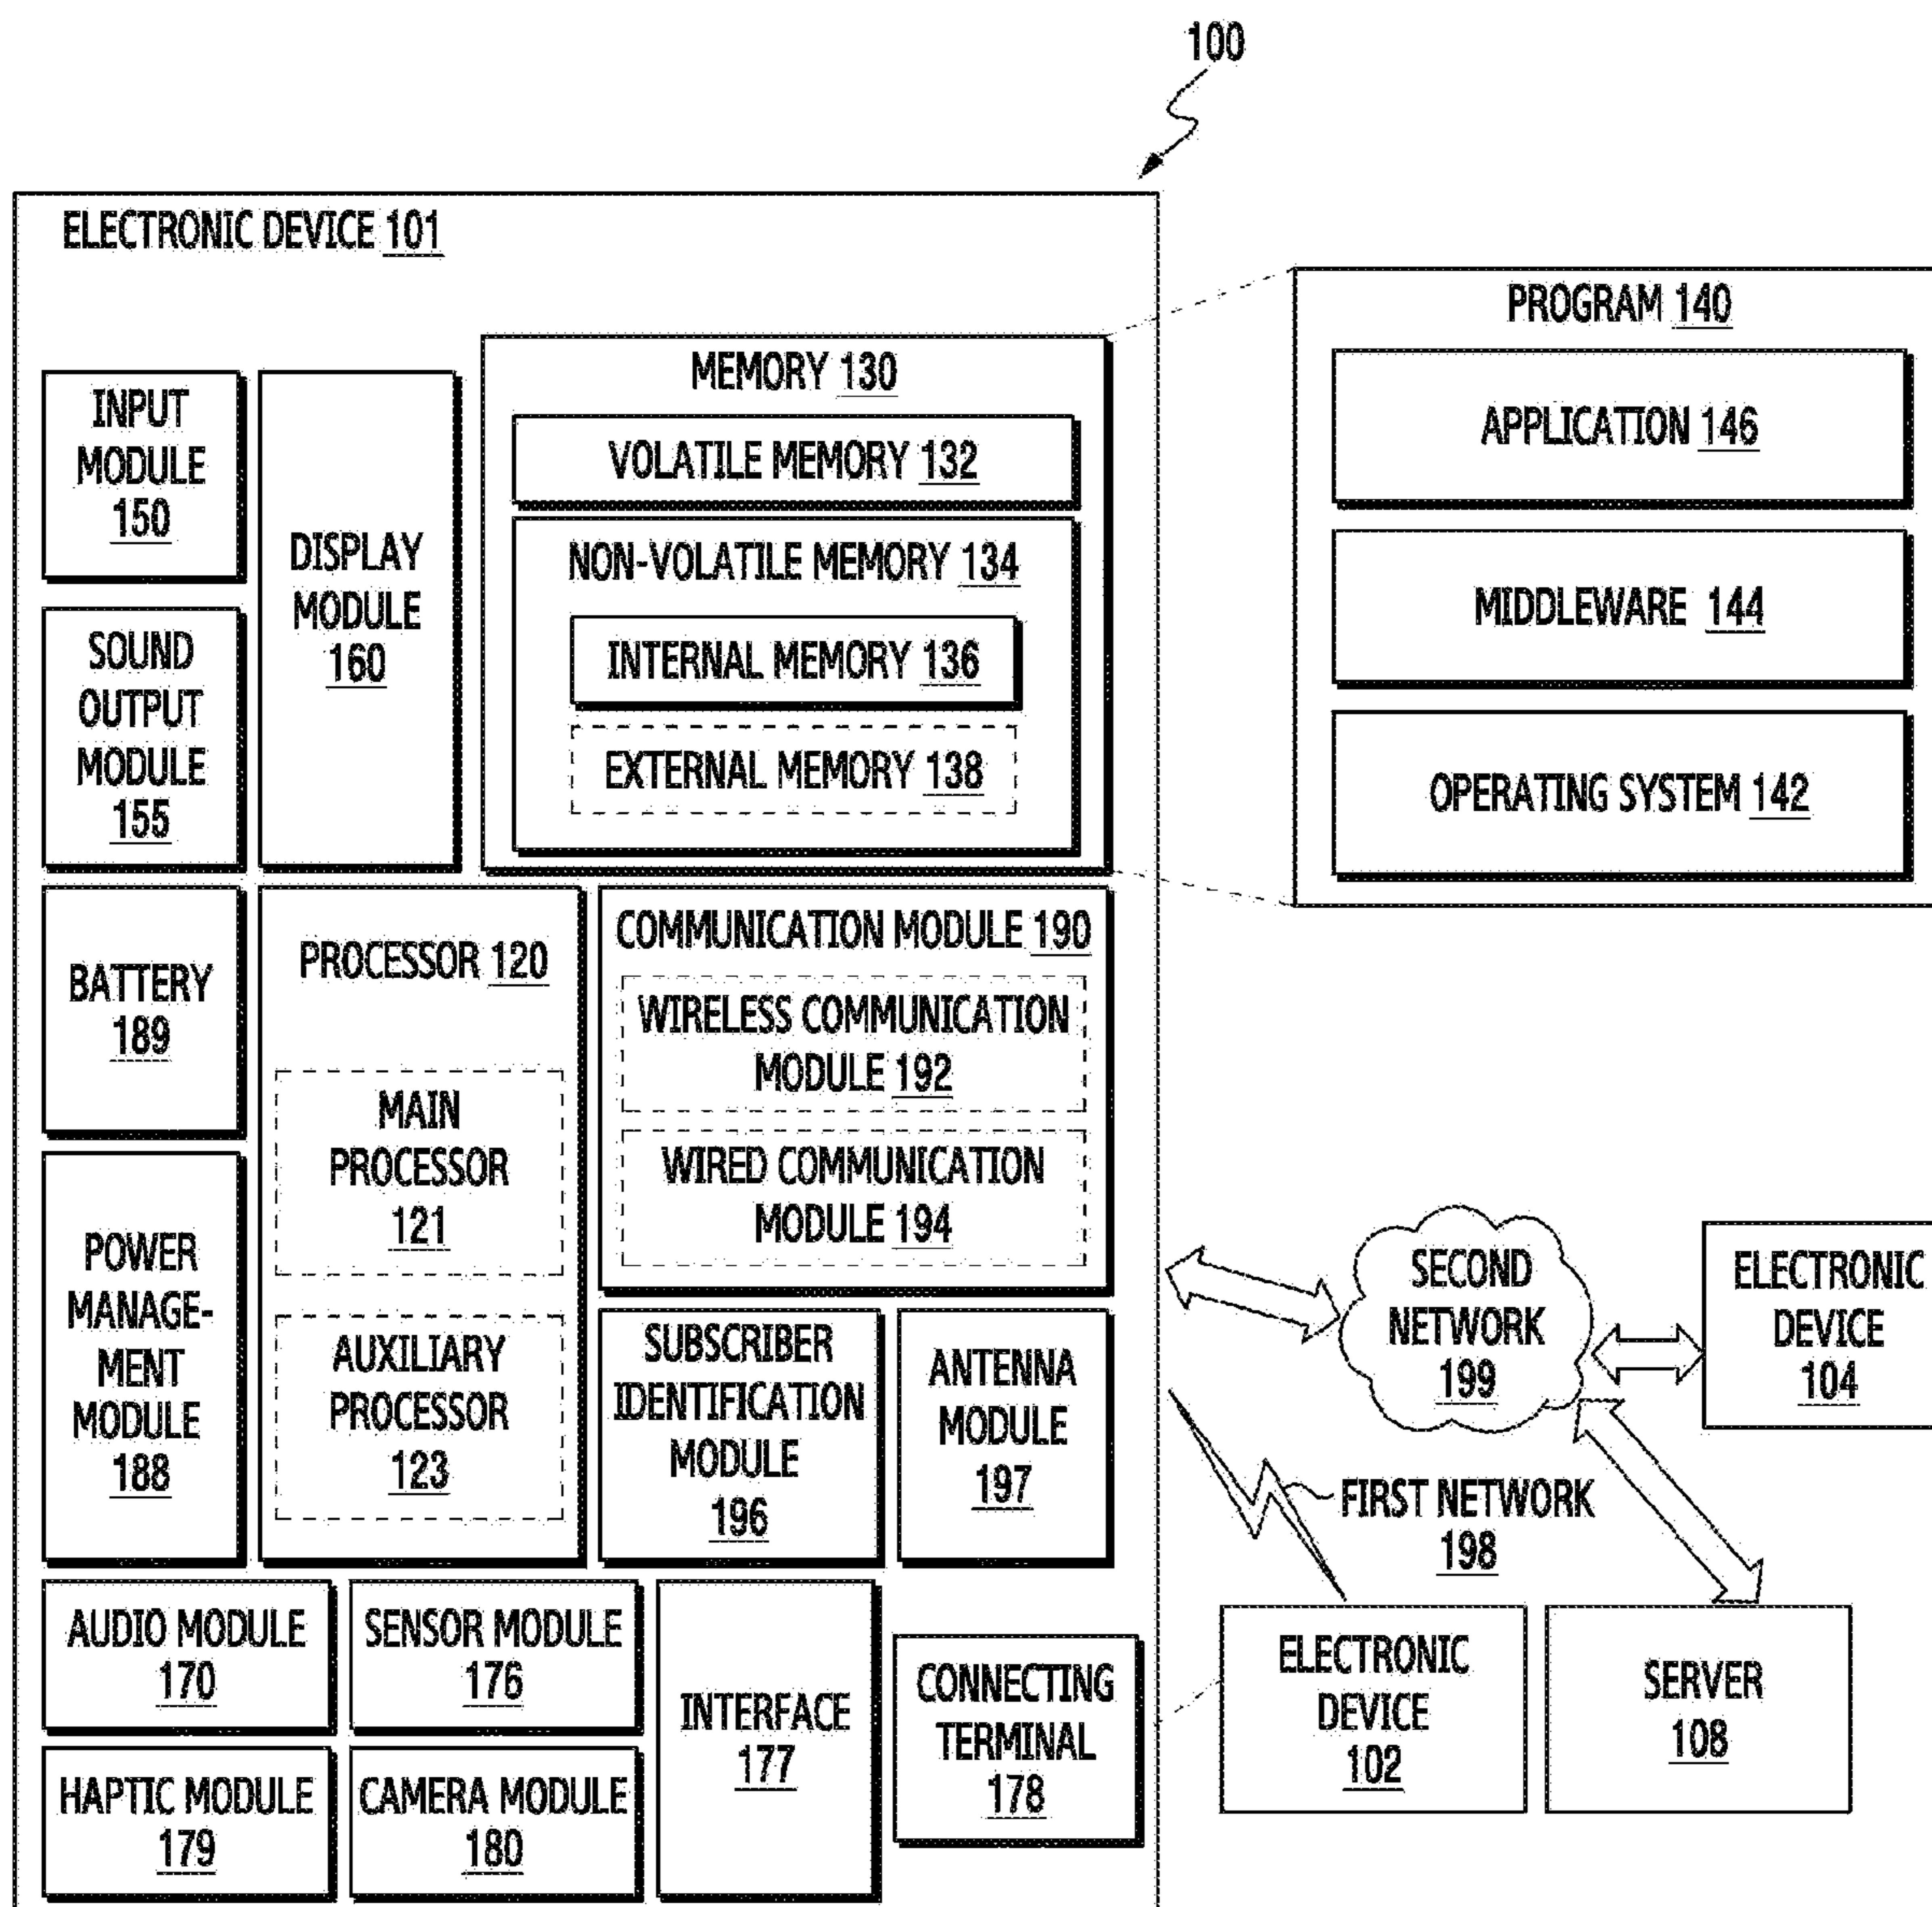 100
ELECTRONIC DEVICE 101
INPUT
MODULE
150
SOUND
OUTPUT
MODULE
155
DISPLAY
MODULE
160
MEMORY 130
VOLATILE MEMORY 132
NON-VOLATILE MEMORY 134
INTERNAL MEMORY 136
EXTERNAL MEMORY 138
PROGRAM 140
APPLICATION 146
MIDDLEWARE 144
OPERATING SYSTEM 142
BATTERY
189
POWER
MANAGE-
MENT
MODULE
188
PROCESSOR 120
MAIN
PROCESSOR
121
AUXILIARY
PROCESSOR
123
COMMUNICATION MODULE 190
WIRELESS COMMUNICATION
MODULE 192
WIRED COMMUNICATION
MODULE 194
SUBSCRIBER
IDENTIFICATION
MODULE
196
ANTENNA
MODULE
197
SECOND
NETWORK
199
ELECTRONIC
DEVICE
104
FIRST NETWORK
198
AUDIO MODULE
170
SENSOR MODULE
176
INTERFACE
177
CONNECTING
TERMINAL
178
HAPTIC MODULE
179
CAMERA MODULE
180
ELECTRONIC
DEVICE
102
SERVER
108